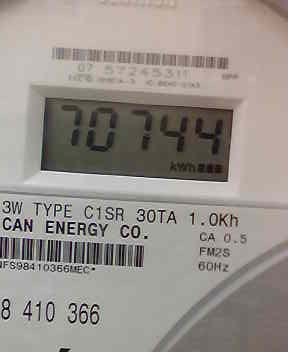 07 57245311
70744
kWh
3W TYPE C1SR 30TA 1.0Kh
CAN ENERGY CO.
CA 0.5
FM2S
60Hz
NFS98410366MEC*
8 410 366